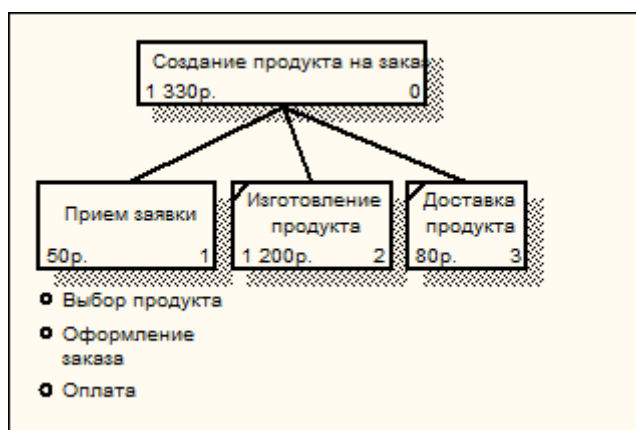 Создание продукта на зака
1 330р. 0
Прием заявки
50р. 1
Изготовление
продукта
1 200р. 2
Доставка
продукта
80р. 3
Выбор продукта
Оформление
заказа
Оплата